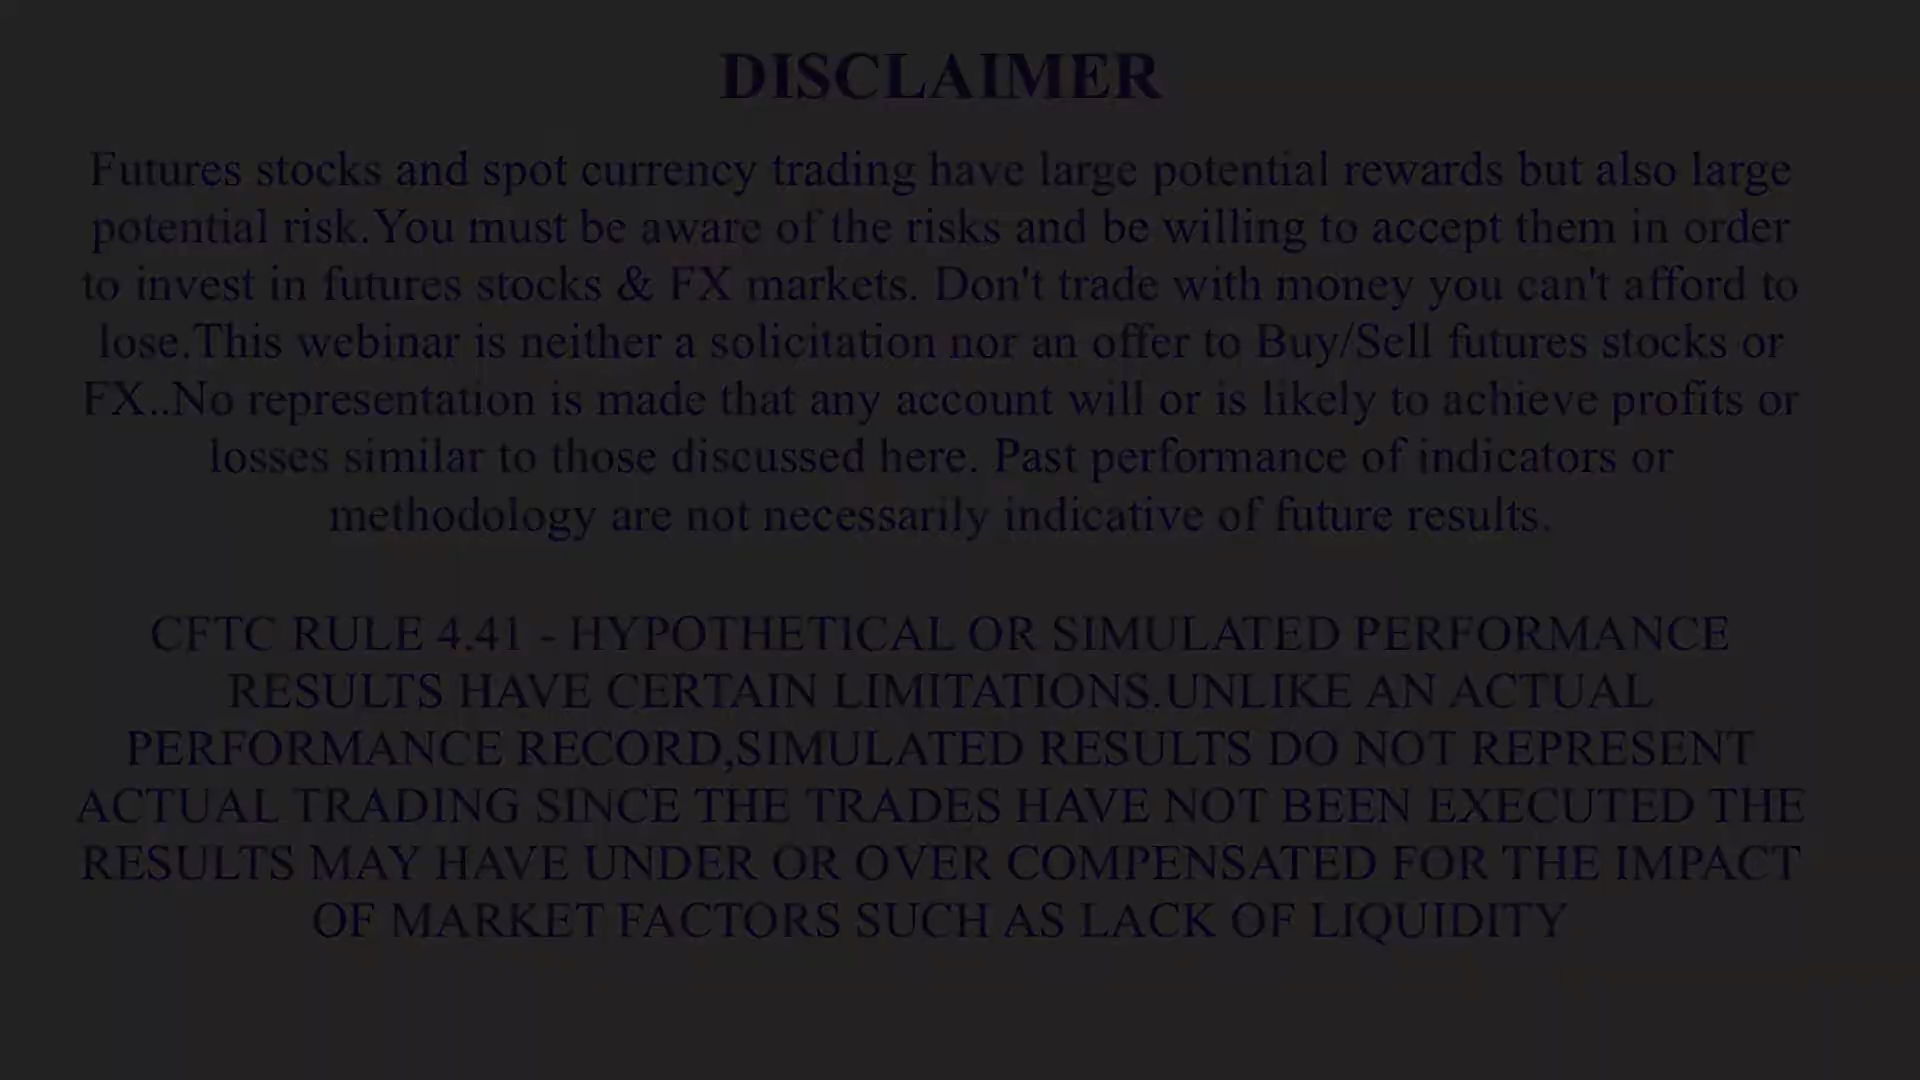 DISCLAIMER
Futures stocks and spot currency trading have large potential rewards but also large
potential risk.You must be aware of the risks and be willing to accept them in order
to invest in futures stocks & FX markets. Don't trade with money you can't afford to
lose.This webinar is neither a solicitation nor an offer to Buy/Sell futures stocks or
FX..No representation is made that any account will or is likely to achieve profits or
losses similar to those discussed here. Past performance of indicators or
methodology are not necessarily indicative of future results.
CFTC RULE 4.41 - HYPOTHETICAL OR SIMULATED PERFORMANCE
RESULTS HAVE CERTAIN LIMITATIONS.UNLIKE AN ACTUAL
PERFORMANCE RECORD,SIMULATED RESULTS DO NOT REPRESENT
ACTUAL TRADING SINCE THE TRADES HAVE NOT BEEN EXECUTED THE
RESULTS MAY HAVE UNDER OR OVER COMPENSATED FOR THE IMPACT
OF MARKET FACTORS SUCH AS LACK OF LIQUIDITY